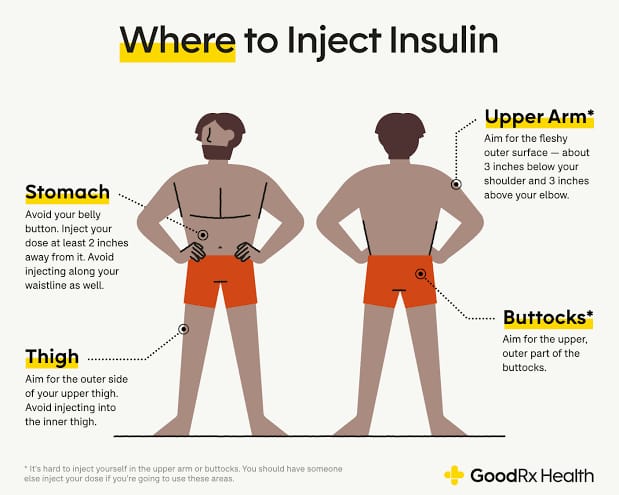 Where to Inject Insulin
Upper Arm*
Aim for the fleshy
outer surface — about
3 inches below your
shoulder and 3 inches
above your elbow.
Stomach
Avoid your belly
button. Inject your
dose at least 2 inches
away from it. Avoid
injecting along your
waistline as well.
Buttocks*
Aim for the upper,
outer part of the
buttocks.
Thigh
Aim for the outer side
of your upper thigh.
Avoid injecting into
the inner thigh.
* It's hard to inject yourself in the upper arm or buttocks. You should have someone
else inject your dose if you're going to use these areas.
GoodRx Health